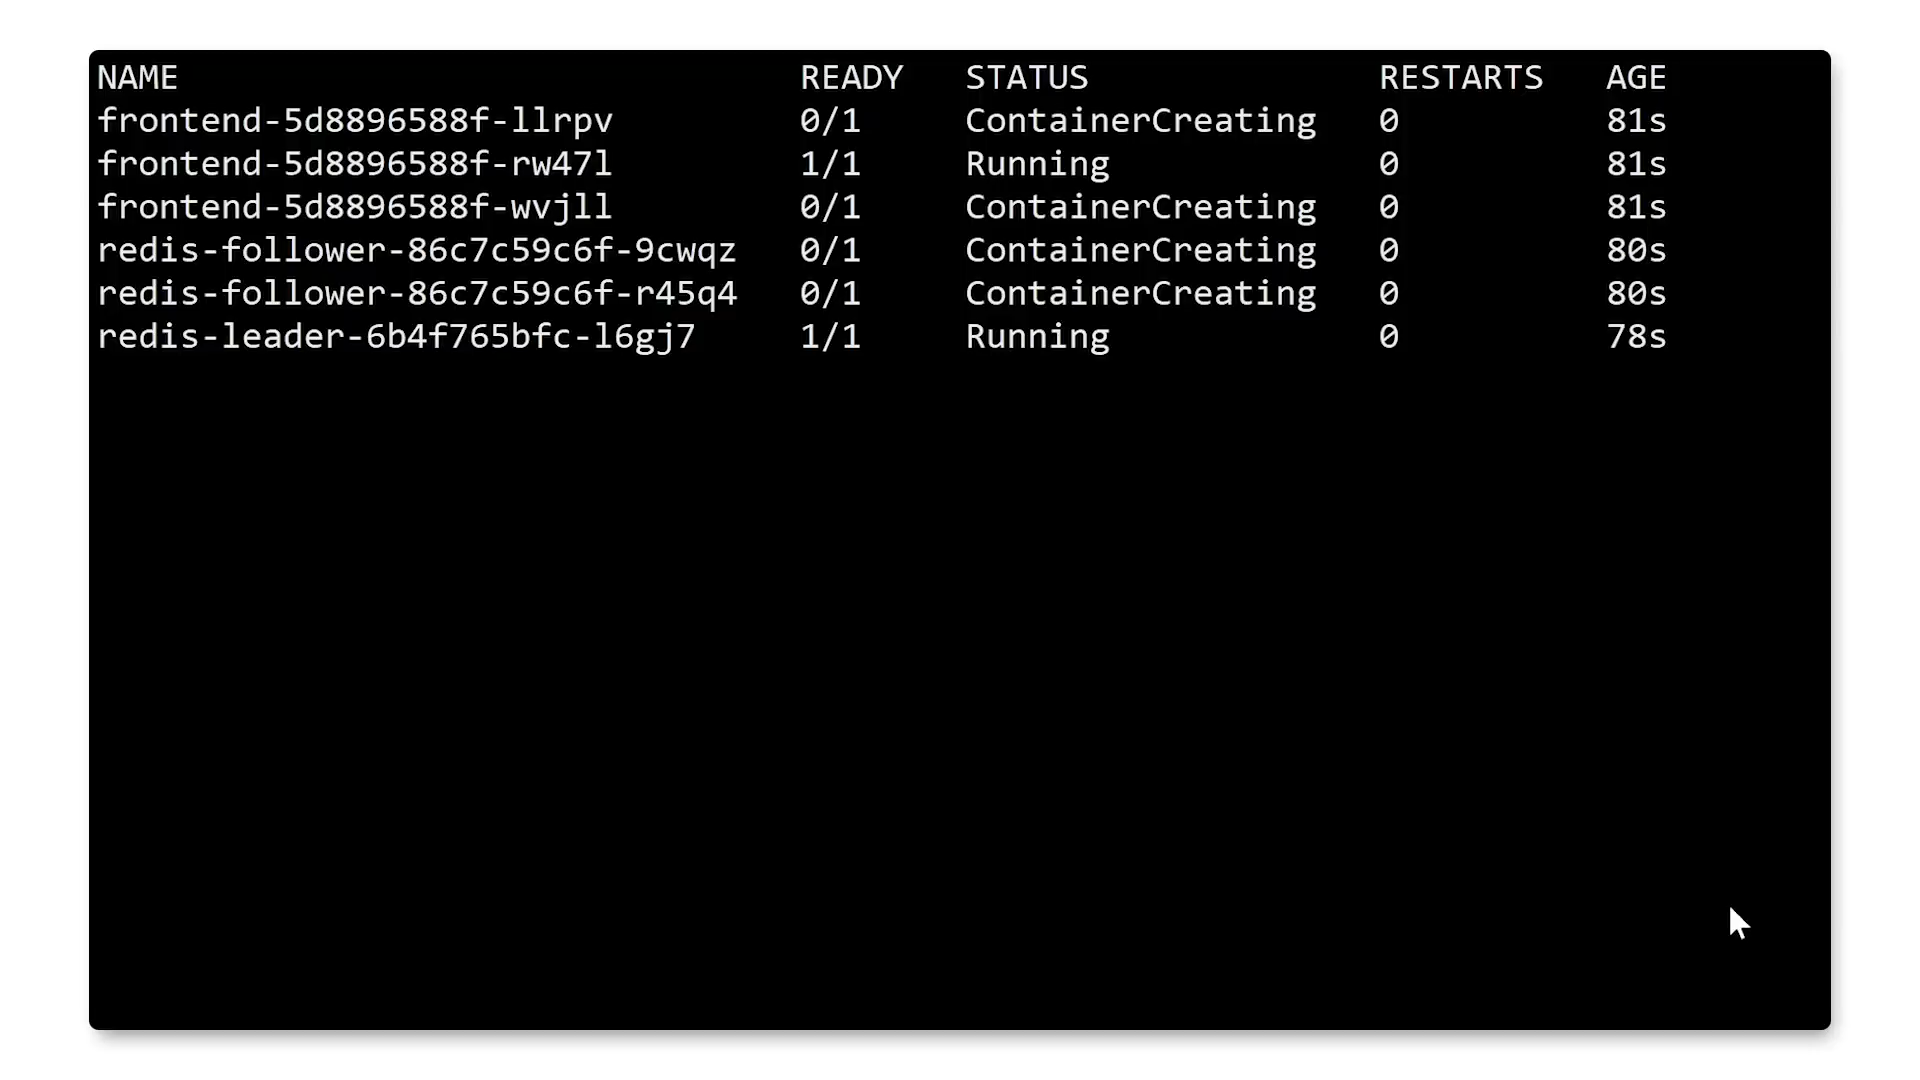 NAME READY STATUS RESTARTS AGE
frontend-5d8896588f-llrpv 0/1 ContainerCreating 0 81s
frontend-5d8896588f-rw47l 1/1 Running 0 81s
frontend-5d8896588f-wvjll 0/1 ContainerCreating 0 81s
redis-follower-86c7c59c6f-9cwqz 0/1 ContainerCreating 0 80s
redis-follower-86c7c59c6f-r45q4 0/1 ContainerCreating 0 80s
redis-leader-6b4f765bfc-l6gj7 1/1 Running 0 78s